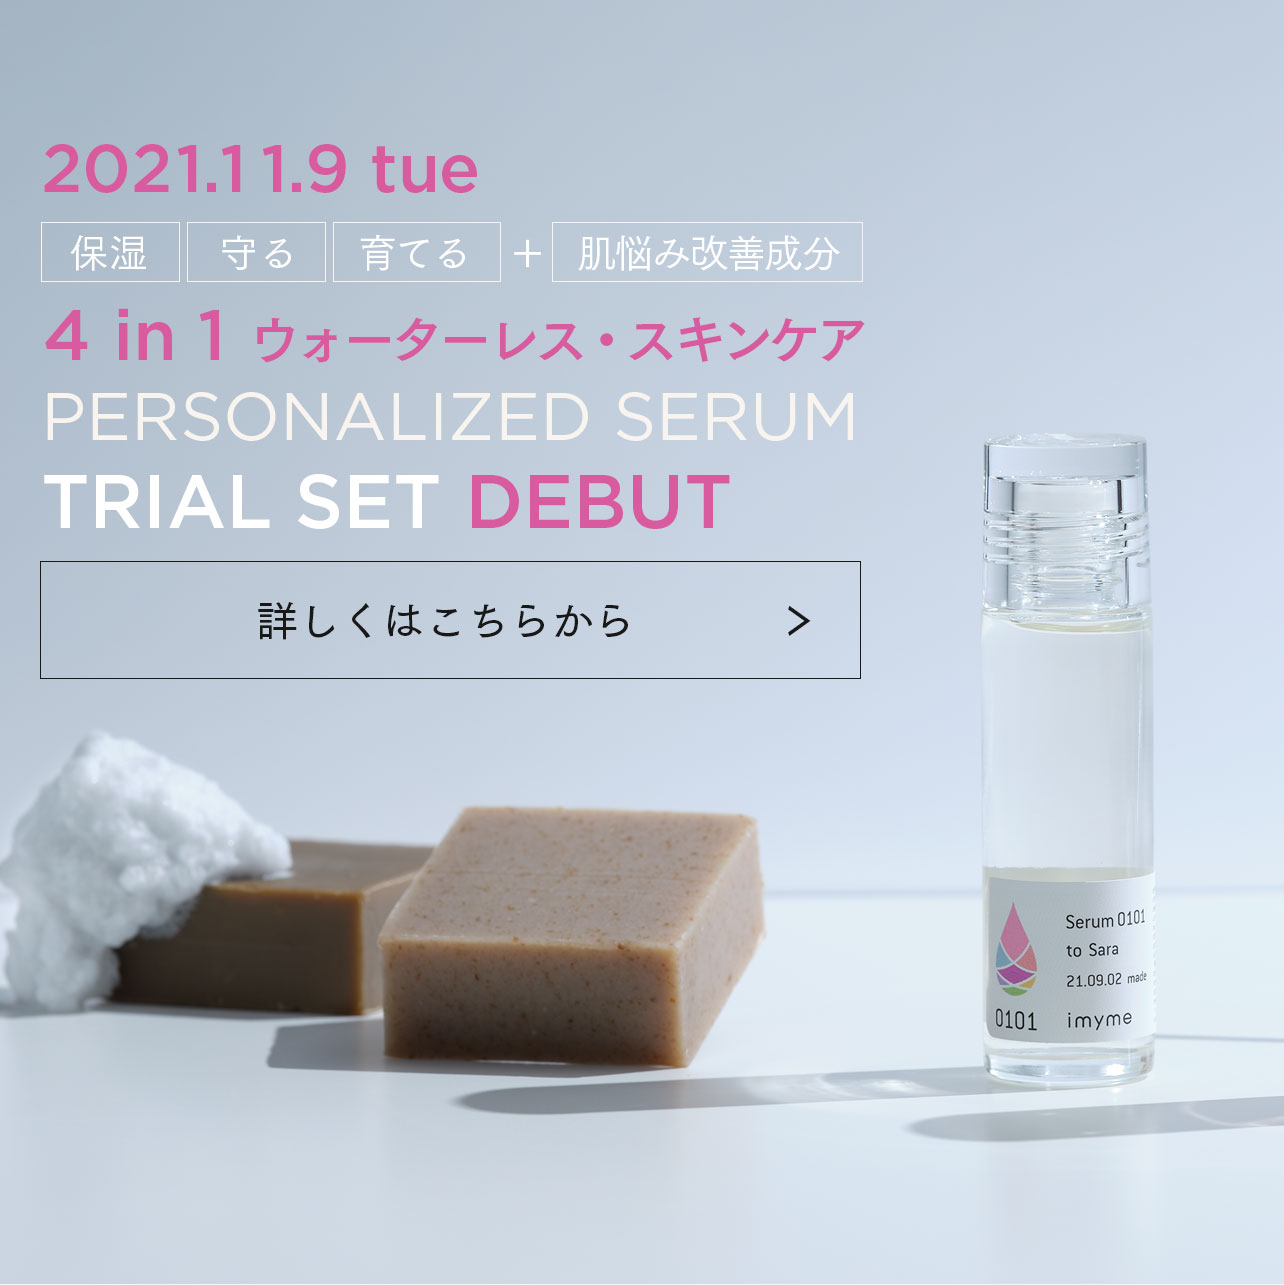 2021.11.9 tue
保湿 守る 育てる + 肌悩み改善成分
4 in 1 ウォーターレス・スキンケア
PERSONALIZED SERUM
TRIAL SET DEBUT
詳しくはこちらから >
Serum 0101
to Sara
21.09.02 made
0101 imyme